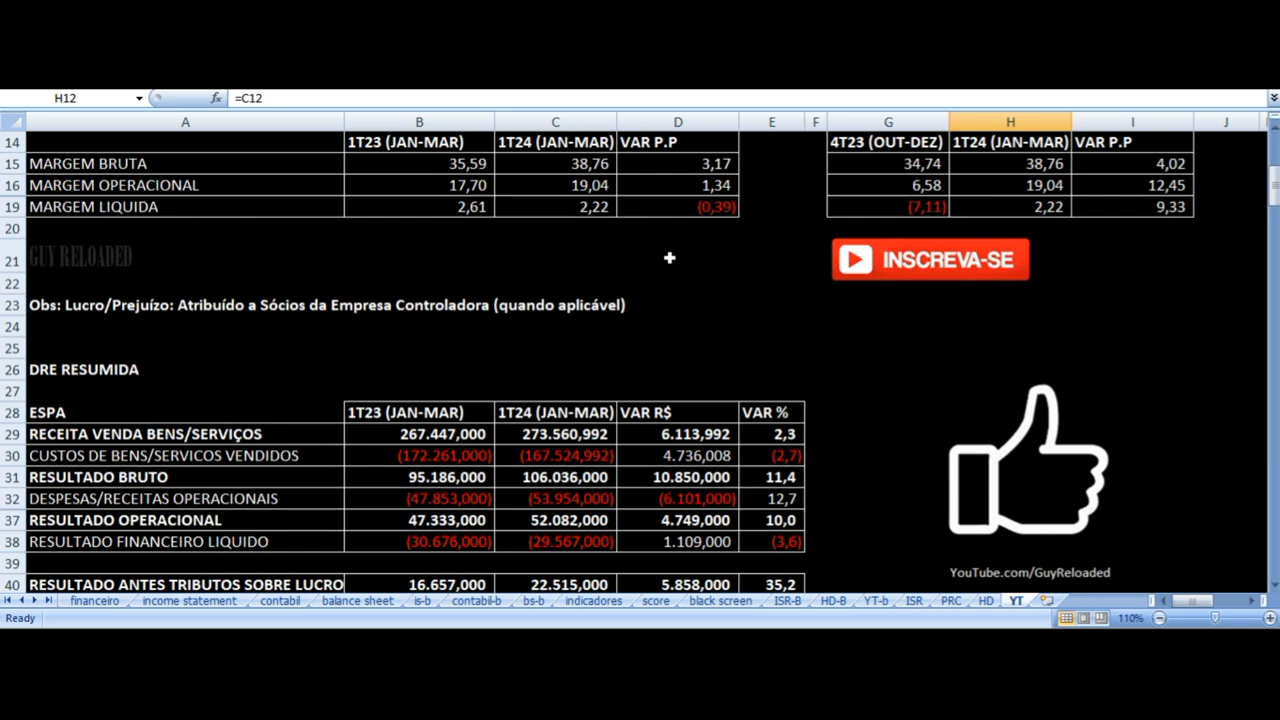 H12 fx =C12
A B C D E F G H I J
14 1T23 (JAN-MAR) 1T24 (JAN-MAR) VAR P.P 4T23 (OUT-DEZ) 1T24 (JAN-MAR) VAR P.P
15 MARGEM BRUTA 35,59 38,76 3,17 34,74 38,76 4,02
16 MARGEM OPERACIONAL 17,70 19,04 1,34 6,58 19,04 12,45
19 MARGEM LIQUIDA 2,61 2,22 (0,39) (7,11) 2,22 9,33
20
21 GUY RELOADED INSCREVA-SE
22
23 Obs: Lucro/Prejuízo: Atribuído a Sócios da Empresa Controladora (quando aplicável)
24
25
26 DRE RESUMIDA
27
28 ESPA 1T23 (JAN-MAR) 1T24 (JAN-MAR) VAR R$ VAR %
29 RECEITA VENDA BENS/SERVIÇOS 267.447,000 273.560,992 6.113,992 2,3
30 CUSTOS DE BENS/SERVICOS VENDIDOS (172.261,000) (167.524,992) 4.736,008 (2,7)
31 RESULTADO BRUTO 95.186,000 106.036,000 10.850,000 11,4
32 DESPESAS/RECEITAS OPERACIONAIS (47.853,000) (53.954,000) (6.101,000) 12,7
37 RESULTADO OPERACIONAL 47.333,000 52.082,000 4.749,000 10,0
38 RESULTADO FINANCEIRO LIQUIDO (30.676,000) (29.567,000) 1.109,000 (3,6)
39 YouTube.com/GuyReloaded
40 RESULTADO ANTES TRIBUTOS SOBRE LUCRO 16.657,000 22.515,000 5.858,000 35,2
financeiro income statement contabil balance sheet is-b contabil-b bs-b indicadores score black screen ISR-B HD-B YT-b ISR PRC HD YT
Ready 110%